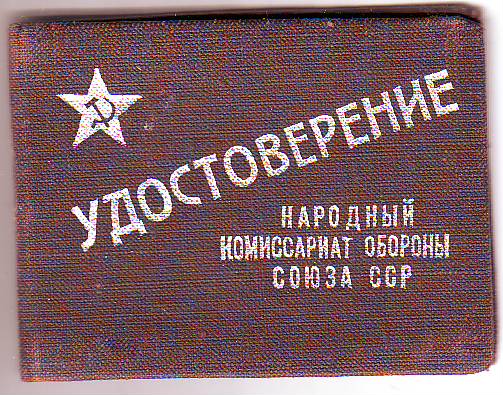 УДОСТОВЕРЕНИЕ
НАРОДНЫЙ
КОМИССАРИАТ ОБОРОНЫ
СОЮЗА ССР